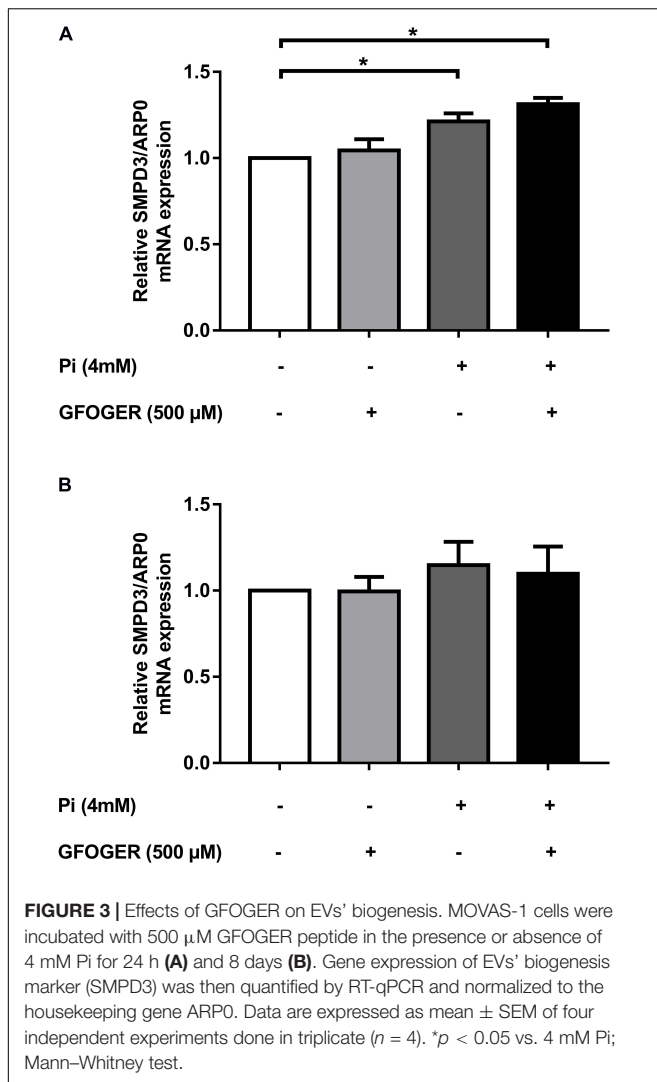 A
*
*
Relative SMPD3/ARP0
mRNA expression
1.5
1.0
0.5
0.0
Pi (4mM) - - + +
GFOGER (500 µM) - + - +
B
Relative SMPD3/ARP0
mRNA expression
1.5
1.0
0.5
0.0
Pi (4mM) - - + +
GFOGER (500 µM) - + - +
FIGURE 3 | Effects of GFOGER on EVs' biogenesis. MOVAS-1 cells were
incubated with 500 µM GFOGER peptide in the presence or absence of
4 mM Pi for 24 h (A) and 8 days (B). Gene expression of EVs' biogenesis
marker (SMPD3) was then quantified by RT-qPCR and normalized to the
housekeeping gene ARP0. Data are expressed as mean ± SEM of four
independent experiments done in triplicate (n = 4). *p < 0.05 vs. 4 mM Pi;
Mann–Whitney test.